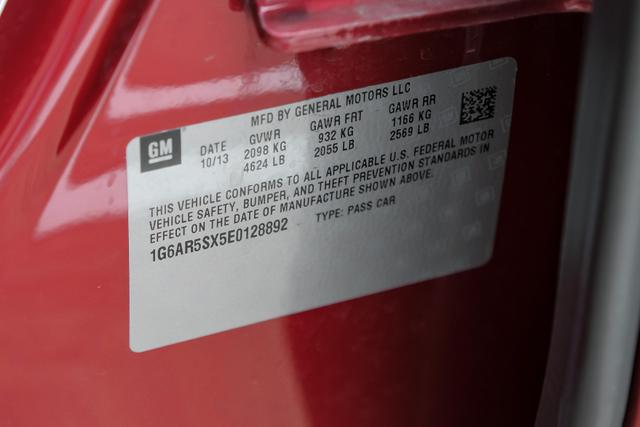 MFD BY GENERAL MOTORS LLC
GM
DATE GVWR GAWR FRT GAWR RR
10/13 2098 KG 932 KG 1166 KG
4624 LB 2055 LB 2569 LB
THIS VEHICLE CONFORMS TO ALL APPLICABLE U.S. FEDERAL MOTOR
VEHICLE SAFETY, BUMPER, AND THEFT PREVENTION STANDARDS IN
EFFECT ON THE DATE OF MANUFACTURE SHOWN ABOVE.
1G6AR5SX5E0128892 TYPE: PASS CAR